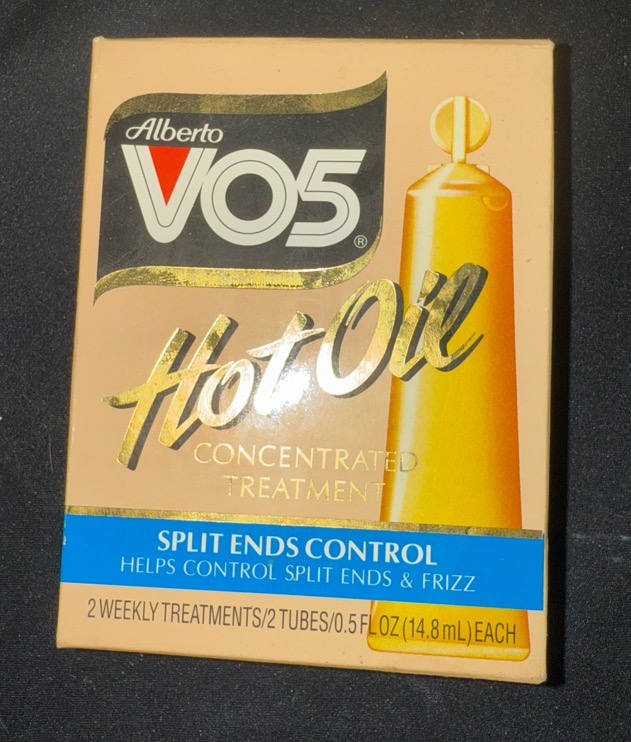 Alberto
VO5®
Hot Oil
CONCENTRATED
TREATMENT
SPLIT ENDS CONTROL
HELPS CONTROL SPLIT ENDS & FRIZZ
2 WEEKLY TREATMENTS/2 TUBES/0.5 FL OZ (14.8 mL) EACH